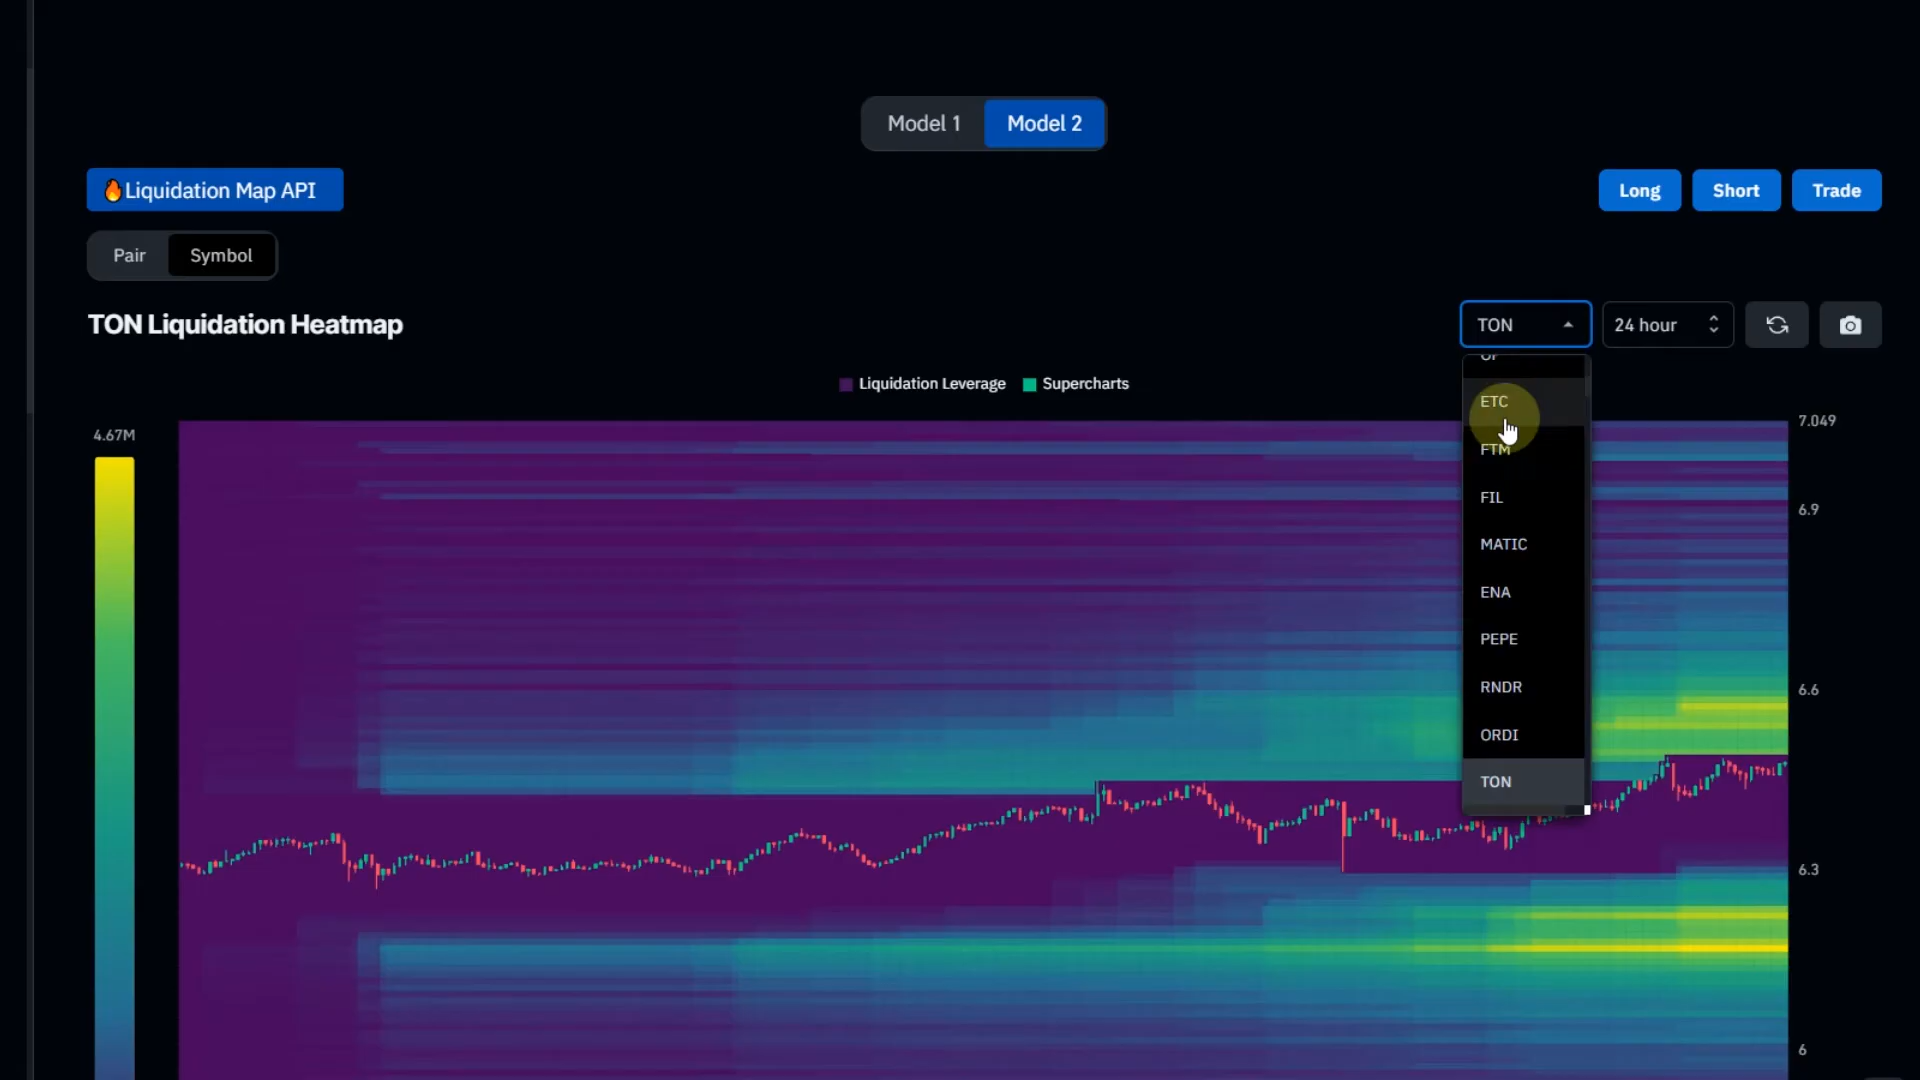 Model 1
Model 2
🔥Liquidation Map API
Long
Short
Trade
Pair
Symbol
TON Liquidation Heatmap
TON
24 hour
Liquidation Leverage
Supercharts
OP
ETC
FTM
FIL
MATIC
ENA
PEPE
RNDR
ORDI
TON
4.67M
7.049
6.9
6.6
6.3
6